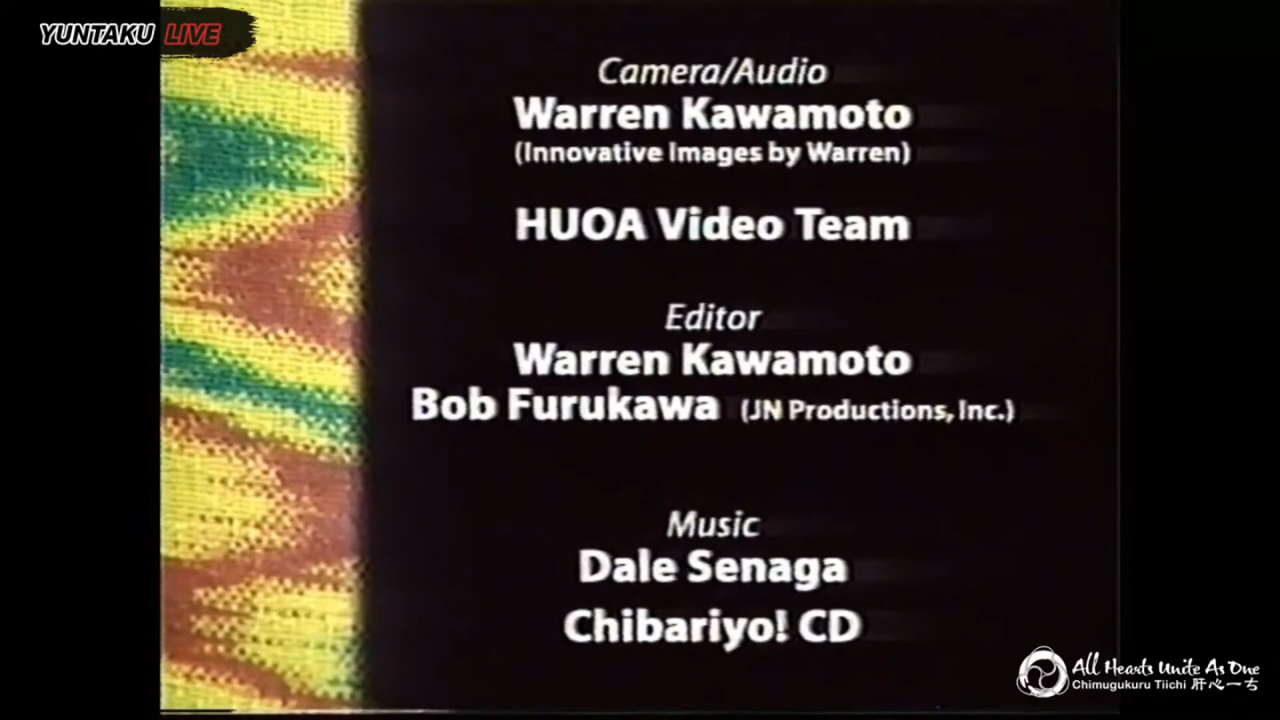 YUNTAKU LIVE
Camera/Audio
Warren Kawamoto
(Innovative Images by Warren)
HUOA Video Team
Editor
Warren Kawamoto
Bob Furukawa (JN Productions, Inc.)
Music
Dale Senaga
Chibariyo! CD
All Hearts Unite As One
Chimugukuru Tiichi 肝心一ち